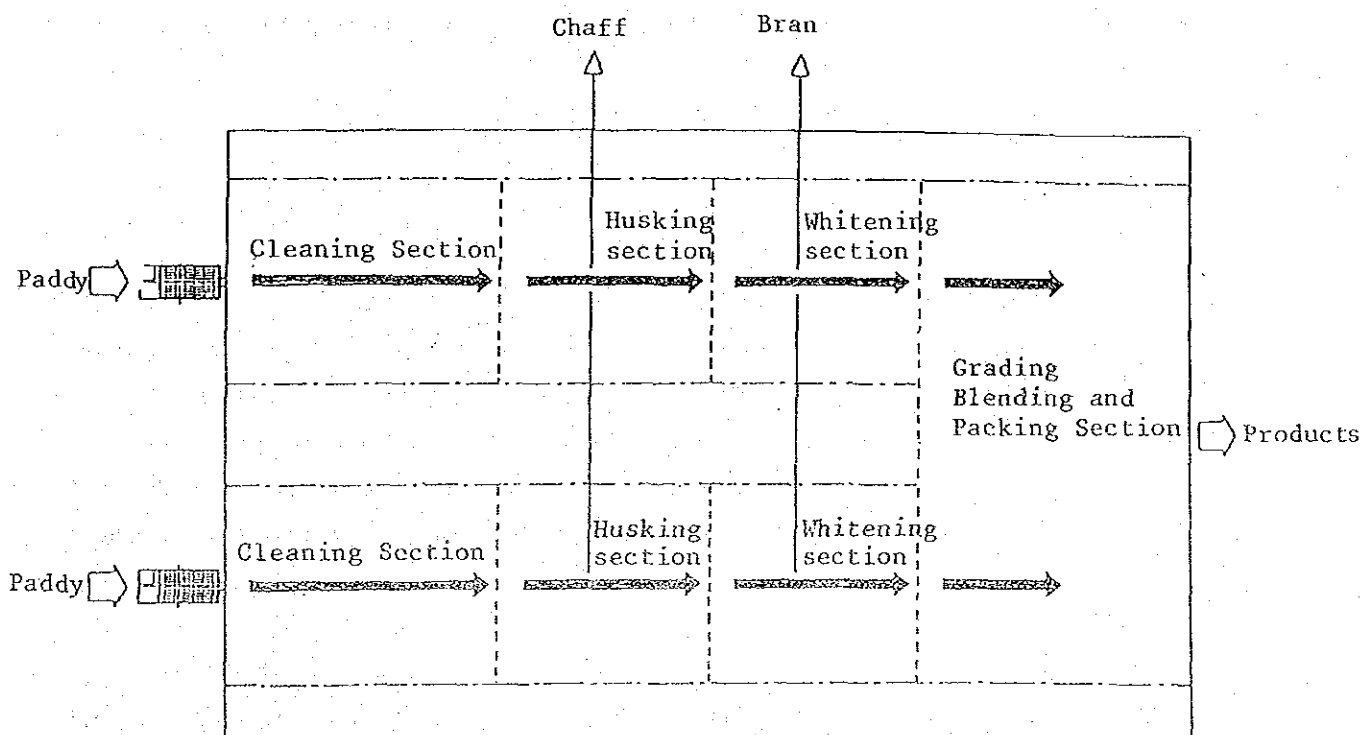 Chaff
Bran
Husking
section
Whitening
section
Cleaning Section
Paddy
Grading
Blending and
Packing Section
Products
Husking
section
Whitening
section
Cleaning Section
Paddy